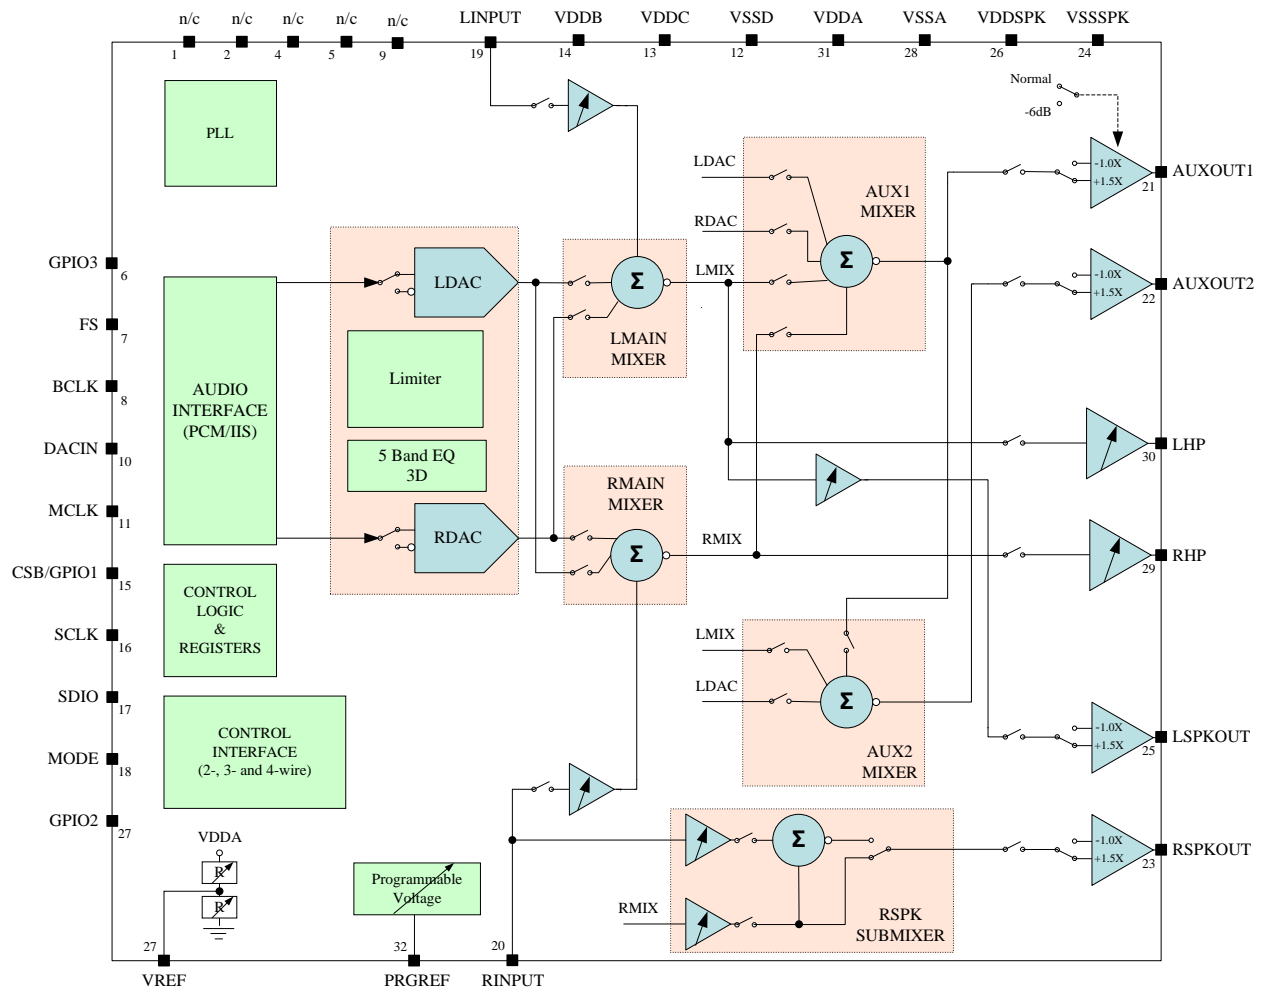 n/c n/c n/c n/c n/c LINPUT VDDB VDDC VSSD VDDA VSSA VDDSPK VSSSPK
1 2 4 5 9 19 14 13 12 31 28 26 24
Normal
-6dB
PLL
LDAC
RDAC
LMIX
AUX1
MIXER
Σ
-1.0X
+1.5X
21
AUXOUT1
-1.0X
+1.5X
22
AUXOUT2
GPIO3
6
FS
7
BCLK
8
DACIN
10
MCLK
11
CSB/GPIO1
15
SCLK
16
SDIO
17
MODE
18
GPIO2
27
AUDIO
INTERFACE
(PCM/IIS)
LDAC
Limiter
5 Band EQ
3D
RDAC
Σ
LMAIN
MIXER
RMAIN
MIXER
Σ
RMIX
30
LHP
29
RHP
CONTROL
LOGIC
&
REGISTERS
CONTROL
INTERFACE
(2-, 3- and 4-wire)
LMIX
LDAC
Σ
AUX2
MIXER
-1.0X
+1.5X
25
LSPKOUT
VDDA
R
R
Programmable
Voltage
Σ
RMIX
RSPK
SUBMIXER
-1.0X
+1.5X
23
RSPKOUT
27 32 20
VREF PRGREF RINPUT